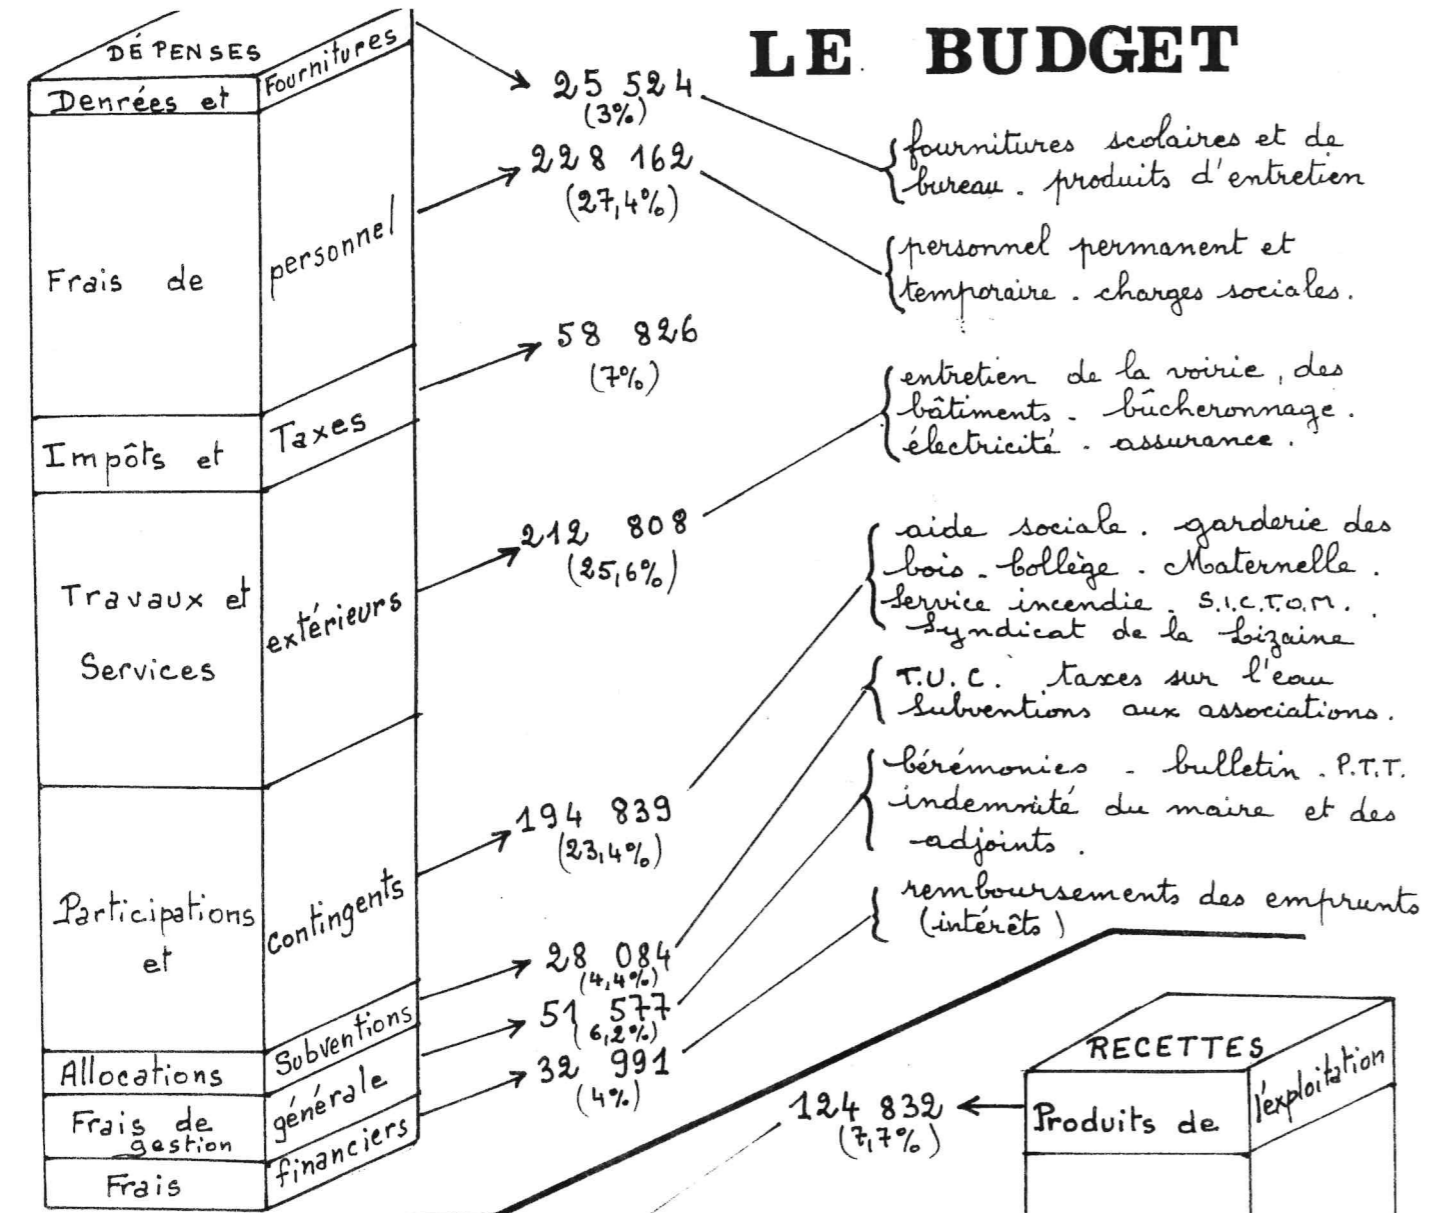 LE BUDGET
DÉPENSES
Denrées et Fournitures
25 524
(3%)
fournitures scolaires et de
bureau. produits d'entretien
Frais de personnel
228 162
(27,4%)
personnel permanent et
temporaire. charges sociales.
Impôts et Taxes
58 826
(7%)
Travaux et
Services
extérieurs
212 808
(25,6%)
entretien de la voirie, des
bâtiments. bûcheronnage.
électricité. assurance.
Participations
et
contingents
194 839
(23,4%)
aide sociale. garderie des
bois. Collège. Maternelle.
Service incendie. S.I.C.T.O.M.
Syndicat de la Lizaine
Allocations Subventions
28 084
(4,4%)
T.U.C. taxes sur l'eau
Subventions aux associations.
Frais de
gestion
générale
51 577
6,2%)
Cérémonies - bulletin. P.T.T.
indemnité du maire et des
adjoints.
Frais financiers
32 991
(4%)
remboursements des emprunts
(intérêts)
RECETTES
Produits de l'exploitation
124 832
(7,7%)